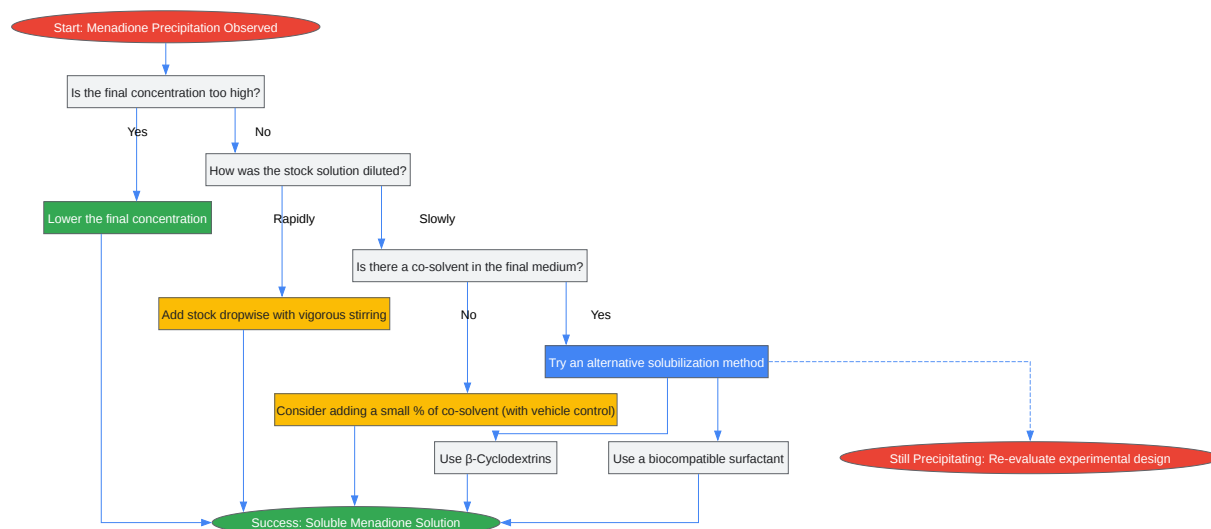 Start: Menadione Precipitation Observed
Is the final concentration too high?
Yes
No
How was the stock solution diluted?
Lower the final concentration
Rapidly
Slowly
Is there a co-solvent in the final medium?
Add stock dropwise with vigorous stirring
No
Yes
Try an alternative solubilization method
Consider adding a small % of co-solvent (with vehicle control)
Use β-Cyclodextrins
Use a biocompatible surfactant
Still Precipitating: Re-evaluate experimental design
Success: Soluble Menadione Solution